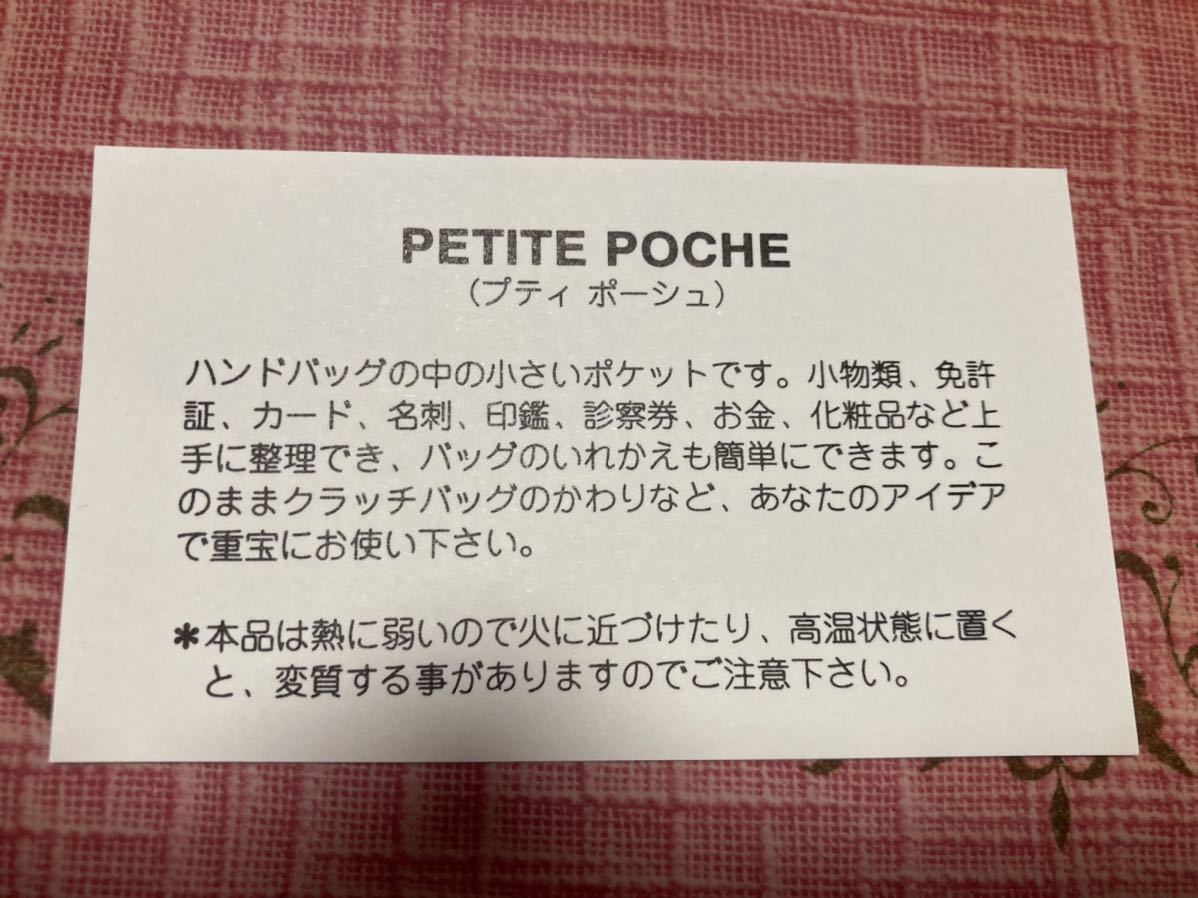 PETITE POCHE
（プティ ポーシュ）
ハンドバッグの中の小さいポケットです。小物類、免許
証、カード、名刺、印鑑、診察券、お金、化粧品など上
手に整理でき、バッグのいれかえも簡単にできます。こ
のままクラッチバッグのかわりなど、あなたのアイデア
で重宝にお使い下さい。
＊本品は熱に弱いので火に近づけたり、高温状態に置く
と、変質する事がありますのでご注意下さい。